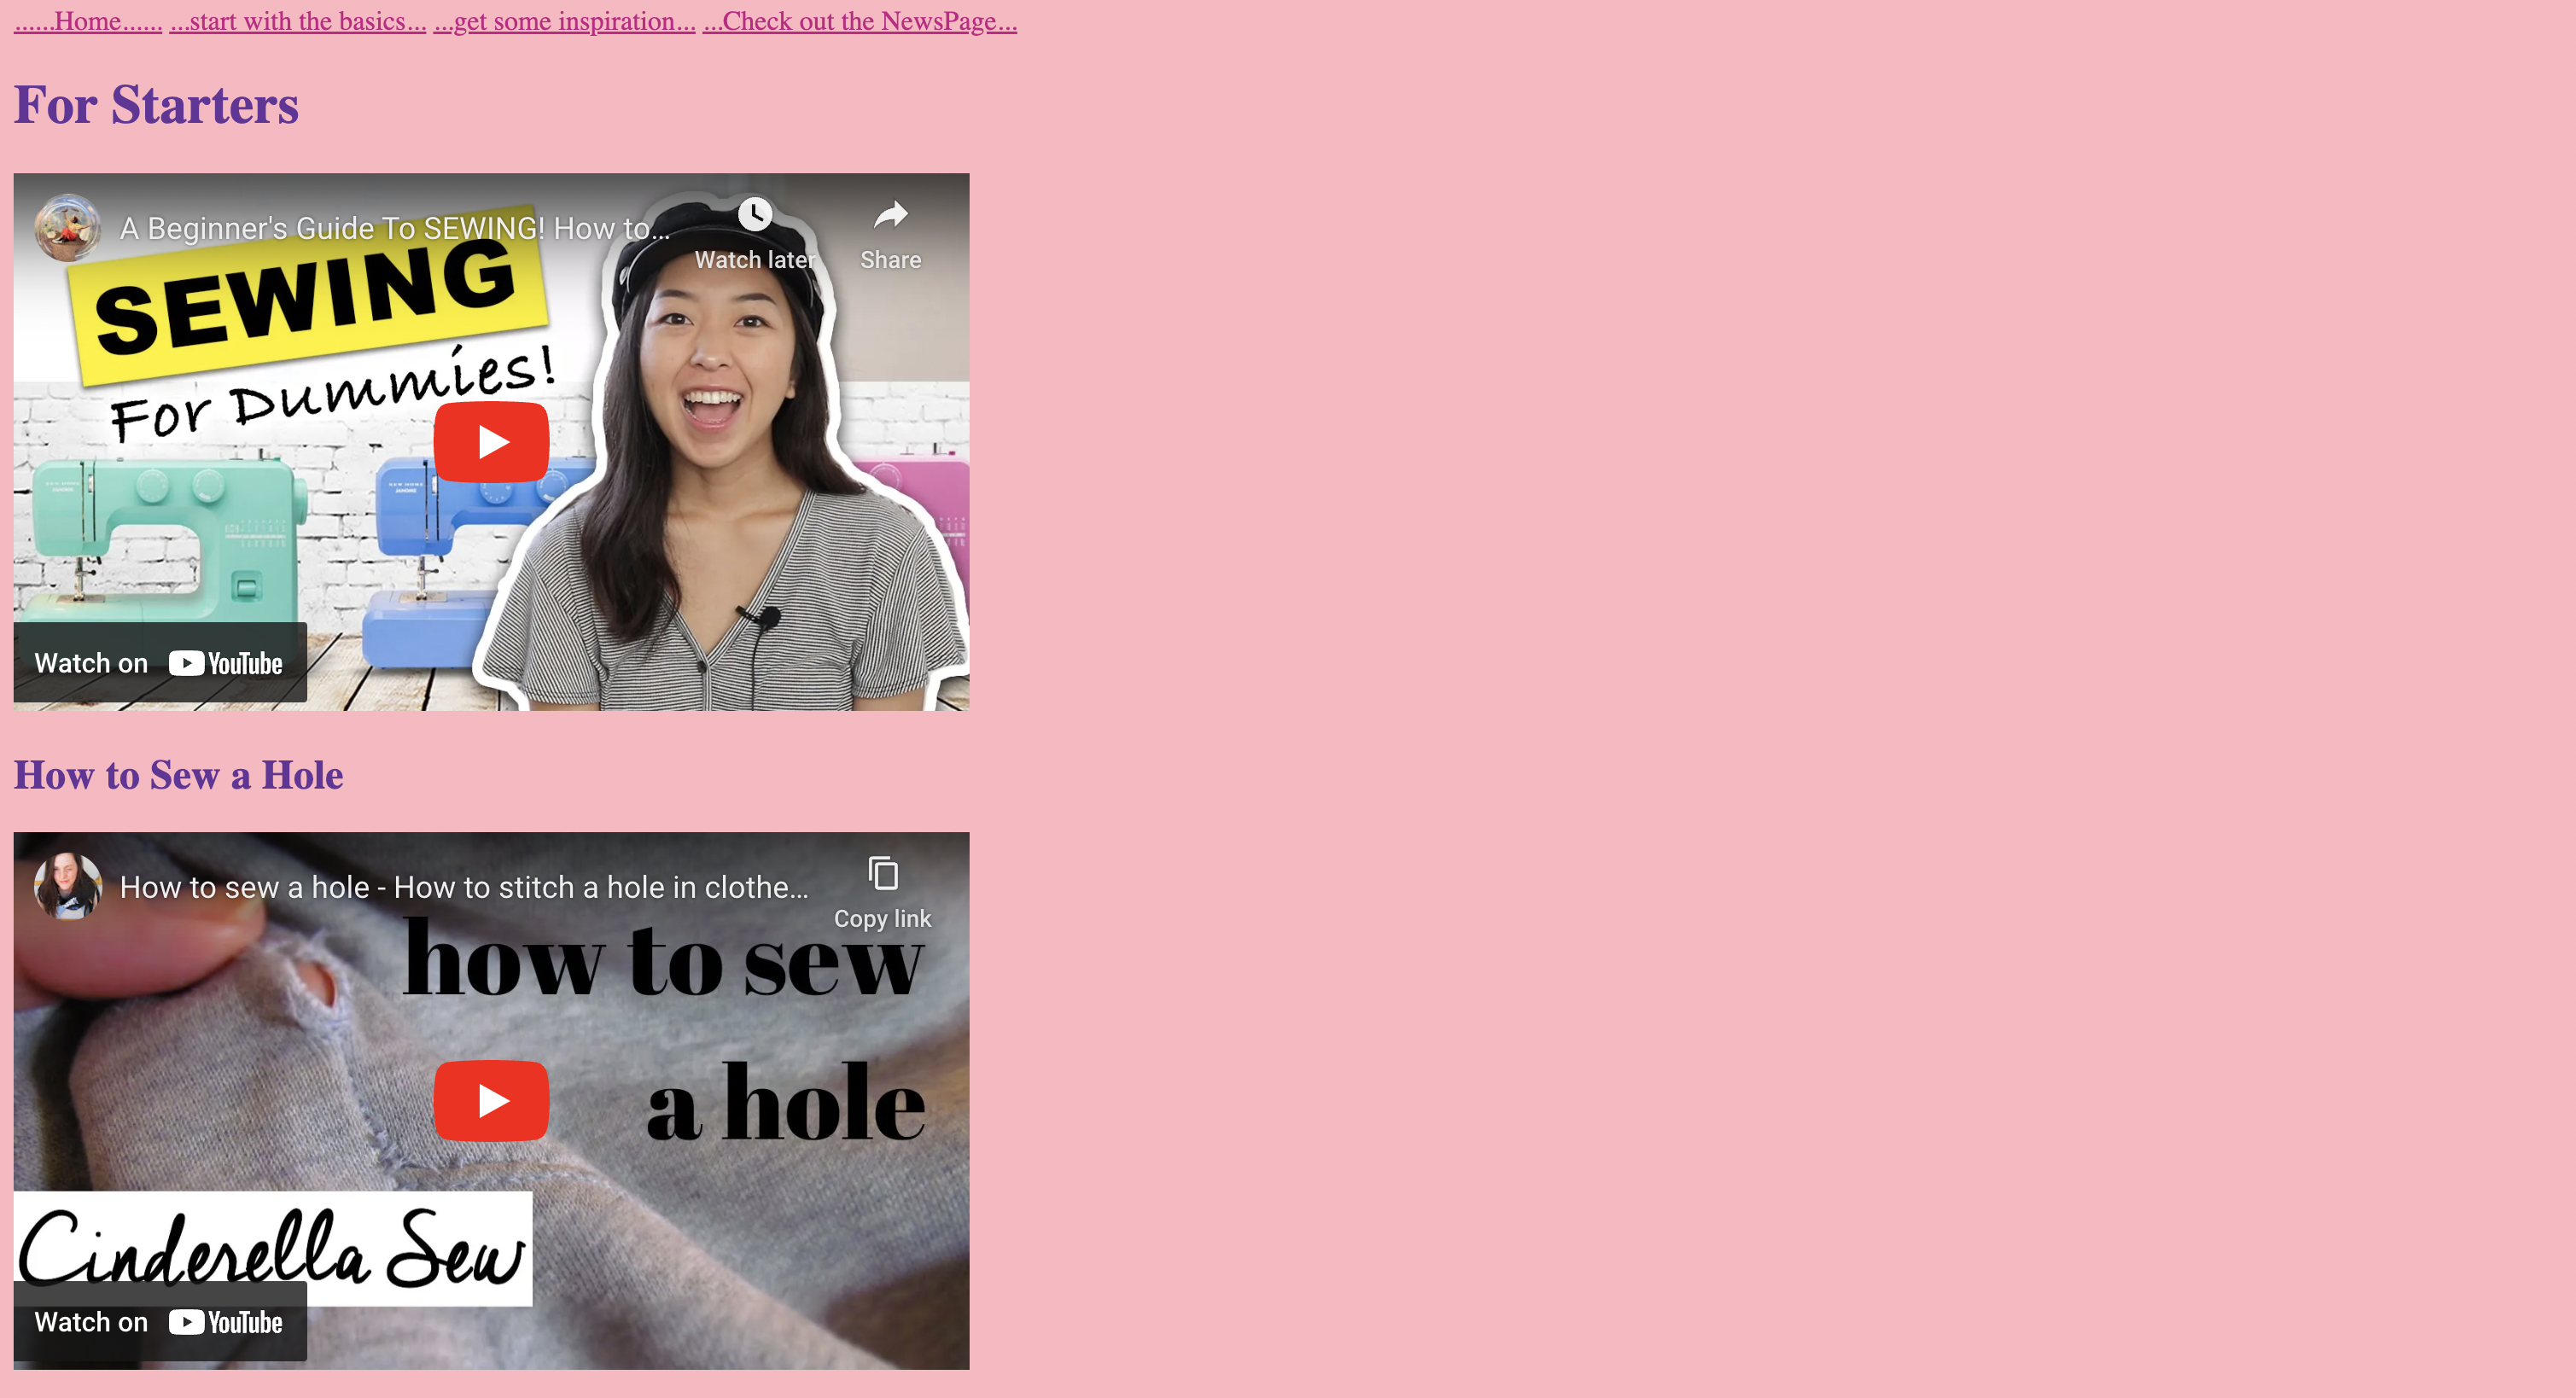 ......Home...... ...start with the basics... ...get some inspiration... ...Check out the NewsPage...
For Starters
A Beginner's Guide To SEWING! How to...
Watch later
Share
SEWING
For Dummies!
Watch on YouTube
How to Sew a Hole
How to sew a hole - How to stitch a hole in clothe...
Copy link
how to sew
a hole
Cinderella Sew
Watch on YouTube